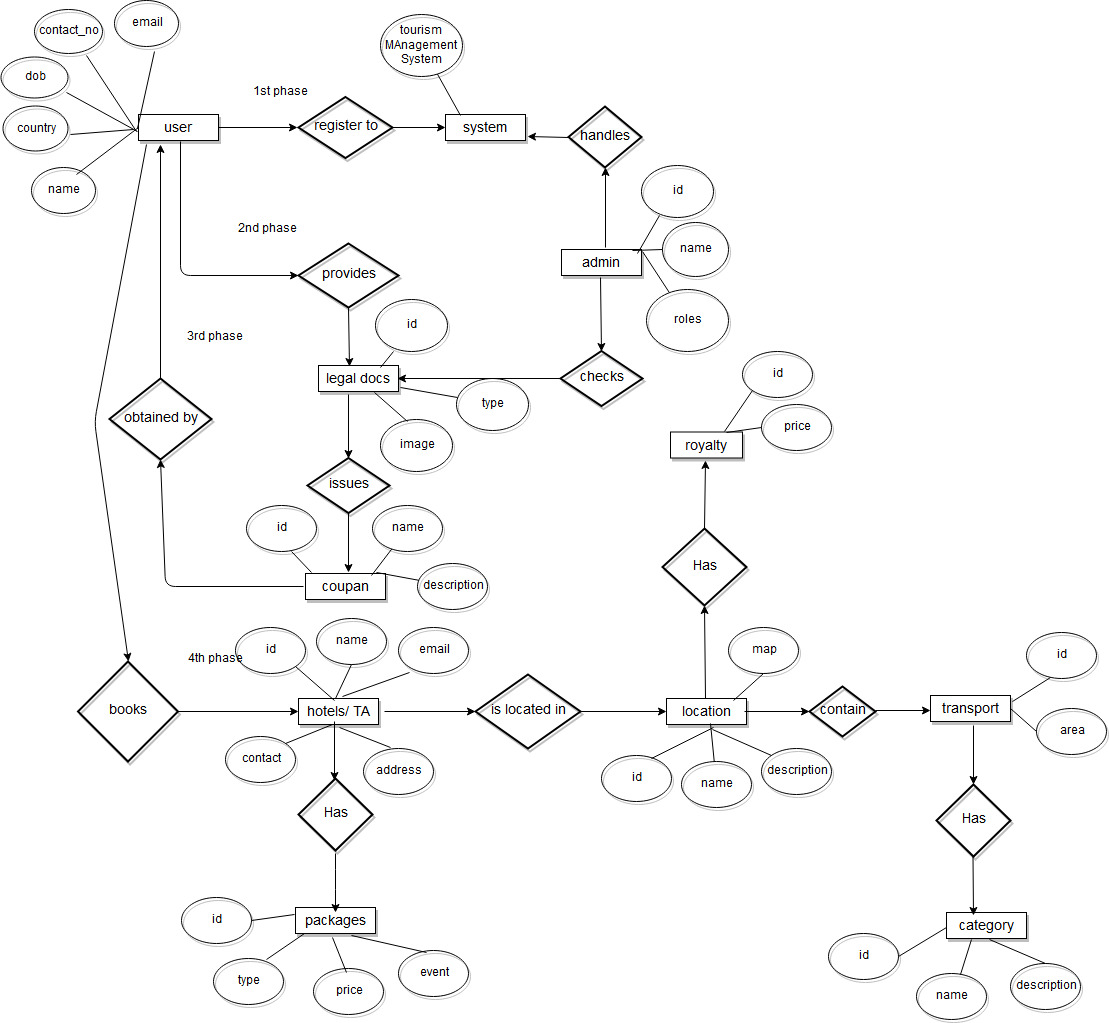 email
contact_no
tourism
MAnagement
System
dob
1st phase
country
user
register to
system
handles
name
id
2nd phase
name
admin
provides
id
roles
3rd phase
legal docs
checks
id
type
obtained by
price
image
royalty
issues
id
name
Has
coupan
description
4th phase
id
name
email
map
id
books
hotels/ TA
is located in
location
contain
transport
area
contact
address
id
name
description
Has
Has
id
packages
category
type
price
event
id
name
description